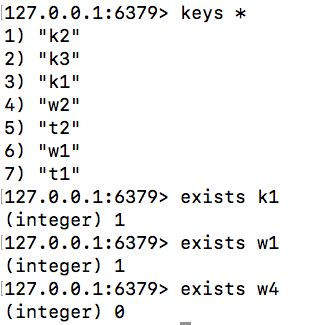 [127.0.0.1:6379> keys *
1) "k2"
2) "k3"
3) "k1"
4) "w2"
5) "t2"
6) "w1"
7) "t1"
[127.0.0.1:6379> exists k1
(integer) 1
[127.0.0.1:6379> exists w1
(integer) 1
[127.0.0.1:6379> exists w4
(integer) 0